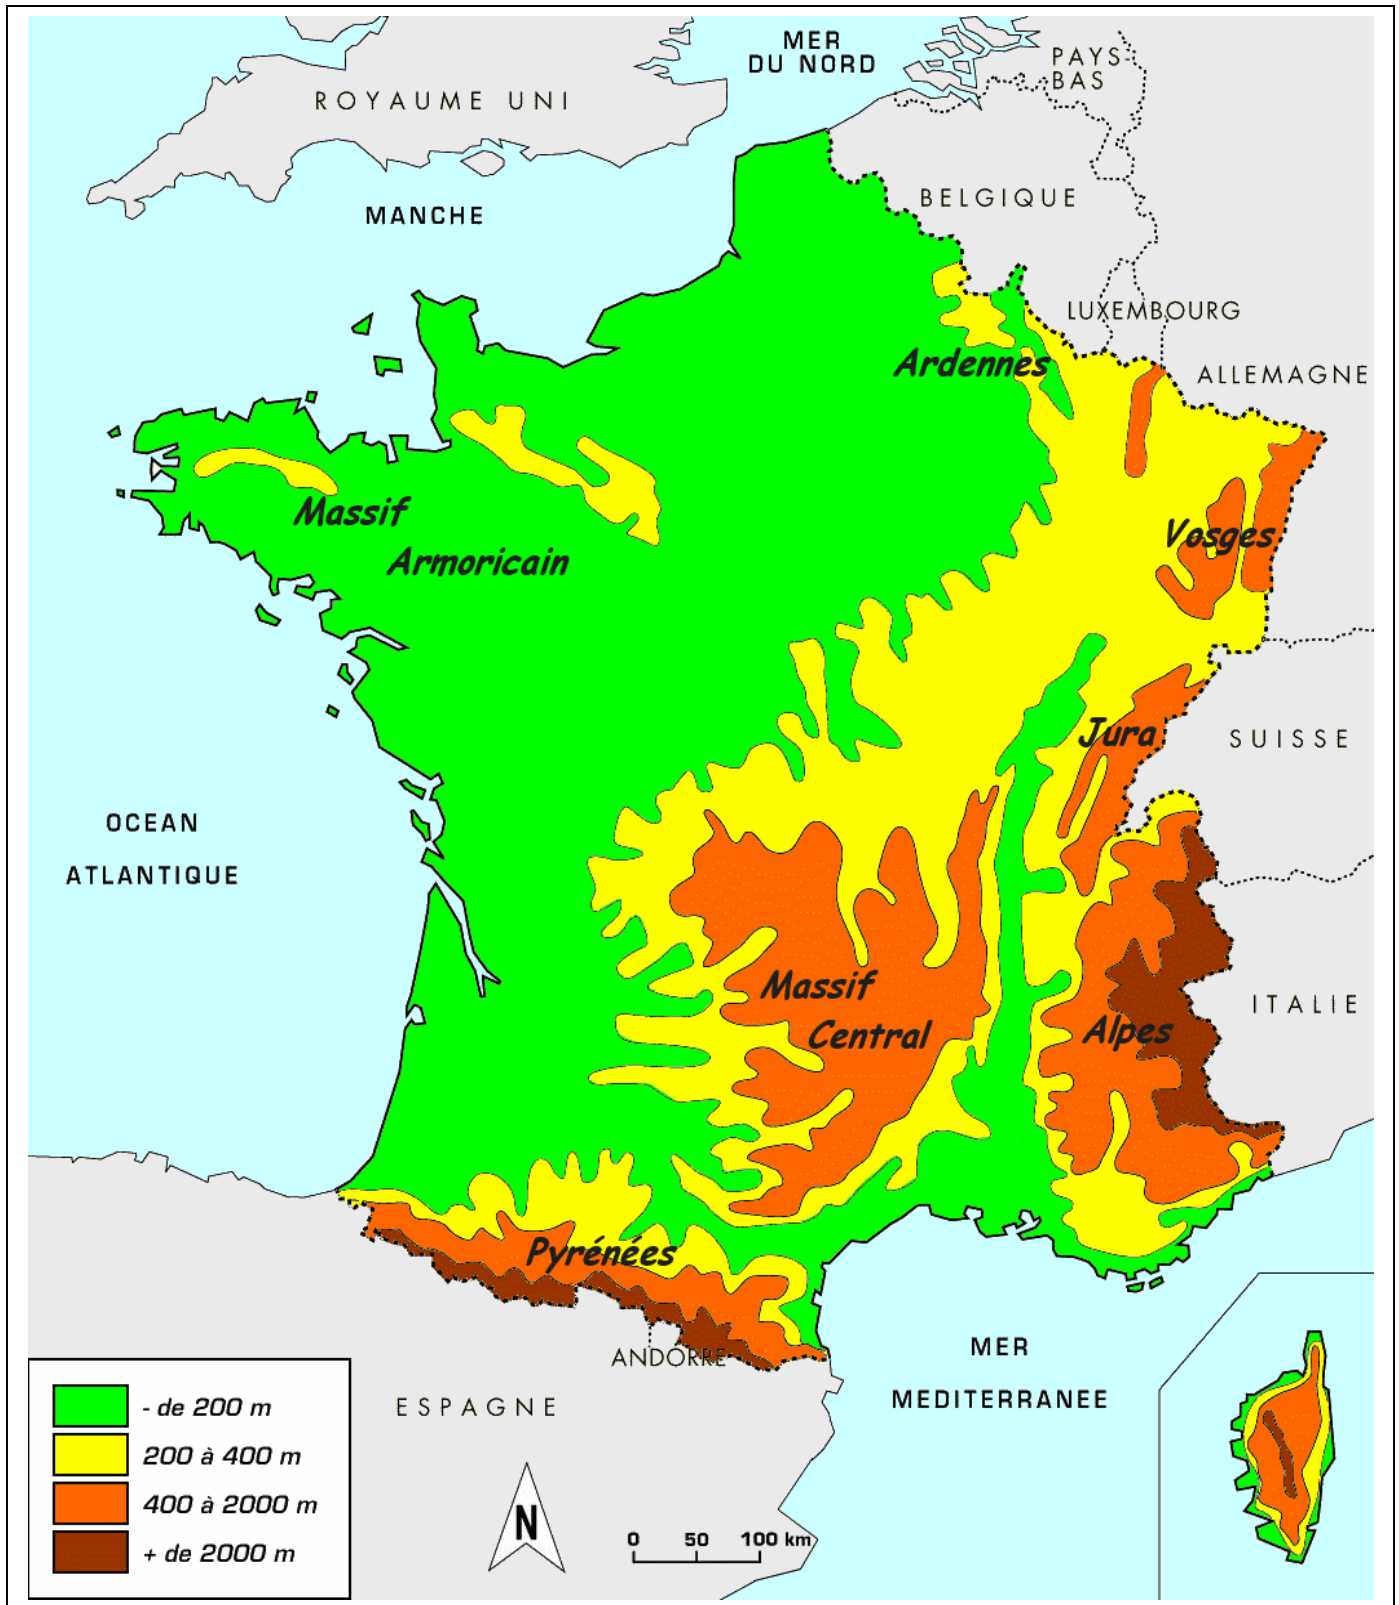 MER
DU NORD
PAYS-
BAS
ROYAUME UNI
BELGIQUE
MANCHE
LUXEMBOURG
Ardennes
ALLEMAGNE
Massif
Armoricain
Vosges
Jura
SUISSE
OCEAN
ATLANTIQUE
Massif
Central
Alpes
ITALIE
Pyrénées
ANDORRE
MER
MEDITERRANEE
ESPAGNE
- de 200 m
200 à 400 m
400 à 2000 m
+ de 2000 m
N
0 50 100 km